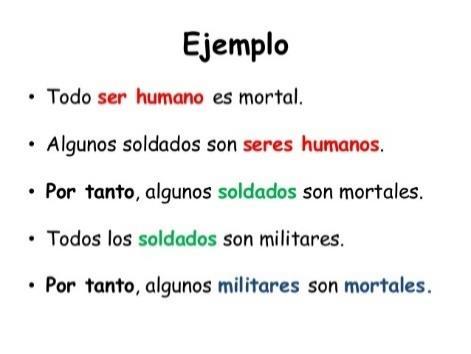 Ejemplo
• Todo ser humano es mortal.
• Algunos soldados son seres humanos.
• Por tanto, algunos soldados son mortales.
• Todos los soldados son militares.
• Por tanto, algunos militares son mortales.